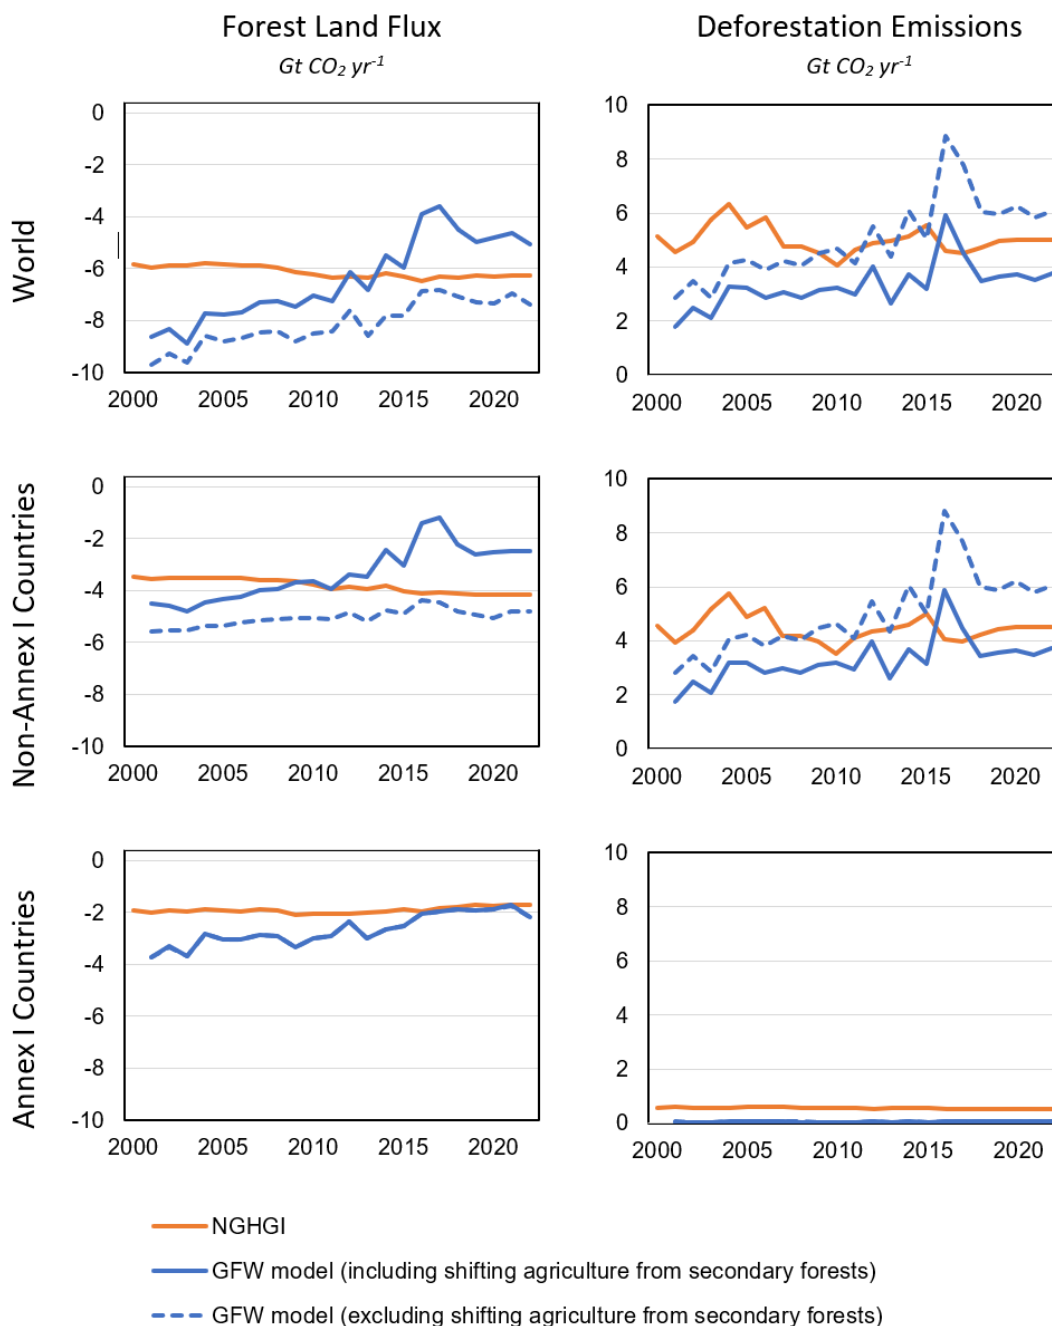 Forest Land Flux
Gt CO₂ yr⁻¹
Deforestation Emissions
Gt CO₂ yr⁻¹
World
0
-2
-4
-6
-8
-10
2000 2005 2010 2015 2020
10
8
6
4
2
0
2000 2005 2010 2015 2020
Non-Annex I Countries
0
-2
-4
-6
-8
-10
2000 2005 2010 2015 2020
10
8
6
4
2
0
2000 2005 2010 2015 2020
Annex I Countries
0
-2
-4
-6
-8
-10
2000 2005 2010 2015 2020
10
8
6
4
2
0
2000 2005 2010 2015 2020
NGHGI
GFW model (including shifting agriculture from secondary forests)
GFW model (excluding shifting agriculture from secondary forests)